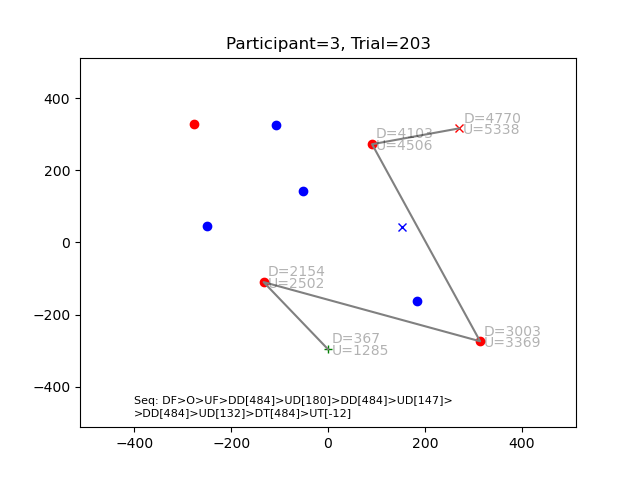 Participant=3, Trial=203
400
200
0
−200
−400
−400
−200
0
200
400
D=4770
U=5338
D=4103
U=4506
D=2154
U=2502
D=367
U=1285
D=3003
U=3369
Seq: DF>O>UF>DD[484]>UD[180]>DD[484]>UD[147]>
>DD[484]>UD[132]>DT[484]>UT[-12]